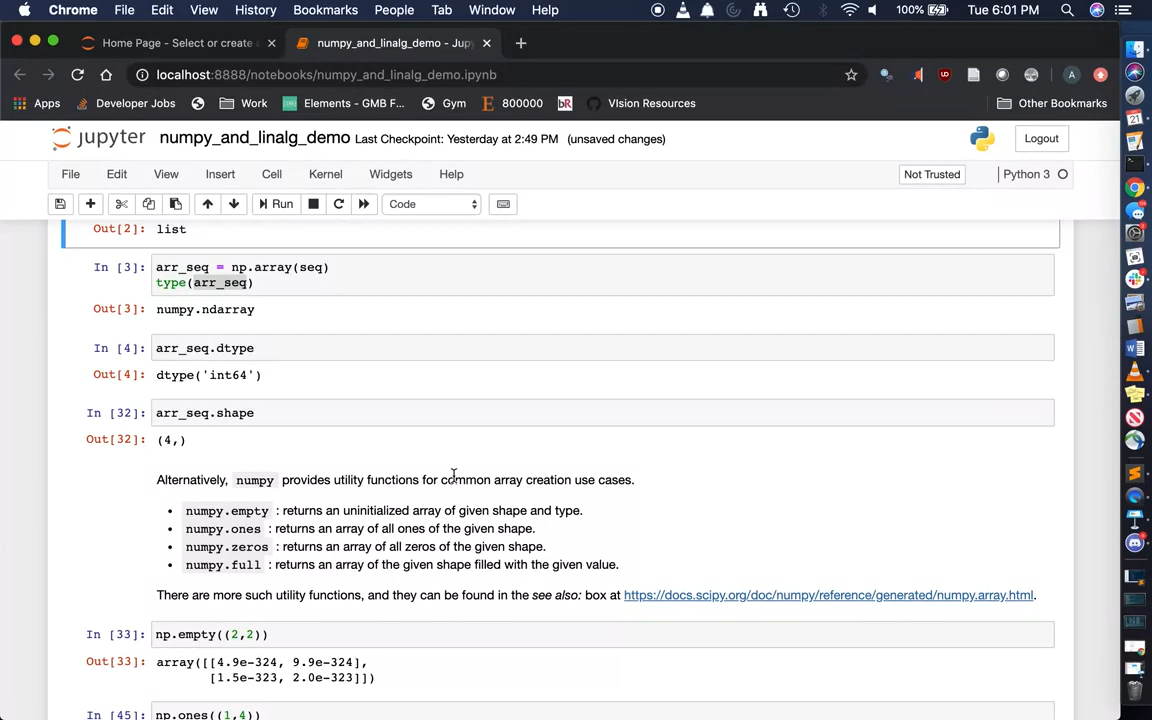 Chrome File Edit View History Bookmarks People Tab Window Help 100% Tue 6:01 PM
Home Page - Select or create a
numpy_and_linalg_demo - Jupy
localhost:8888/notebooks/numpy_and_linalg_demo.ipynb
Apps Developer Jobs Work Elements - GMB F... Gym 800000 bR VIsion Resources Other Bookmarks
jupyter numpy_and_linalg_demo Last Checkpoint: Yesterday at 2:49 PM (unsaved changes) Logout
File Edit View Insert Cell Kernel Widgets Help Not Trusted Python 3
Run Code
Out[2]: list
In [3]: arr_seq = np.array(seq)
type(arr_seq)
Out[3]: numpy.ndarray
In [4]: arr_seq.dtype
Out[4]: dtype('int64')
In [32]: arr_seq.shape
Out[32]: (4,)
Alternatively, numpy provides utility functions for common array creation use cases.
• numpy.empty : returns an uninitialized array of given shape and type.
• numpy.ones : returns an array of all ones of the given shape.
• numpy.zeros : returns an array of all zeros of the given shape.
• numpy.full : returns an array of the given shape filled with the given value.
There are more such utility functions, and they can be found in the see also: box at https://docs.scipy.org/doc/numpy/reference/generated/numpy.array.html.
In [33]: np.empty((2,2))
Out[33]: array([[4.9e-324, 9.9e-324],
[1.5e-323, 2.0e-323]])
In [45]: np.ones((1,4))